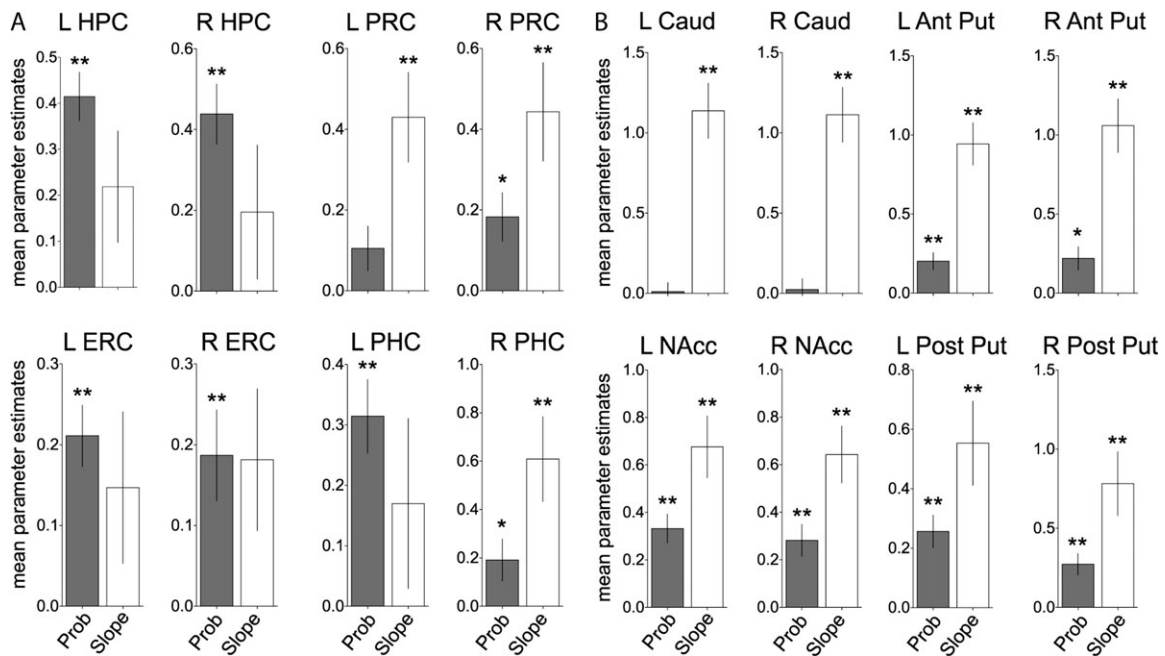 A
L HPC
R HPC
L PRC
R PRC
B
L Caud
R Caud
L Ant Put
R Ant Put
mean parameter estimates
0.5
0.4
0.3
0.2
0.1
0.0
**
0.6
0.4
0.2
0.0
**
0.6
0.4
0.2
0.0
**
0.6
0.4
0.2
0.0
*
**
mean parameter estimates
1.5
1.0
1.5
0.0
**
1.5
1.0
1.5
0.0
**
1.5
1.0
0.5
0.0
**
**
1.5
1.0
0.5
0.0
*
**
L ERC
R ERC
L PHC
R PHC
L NAcc
R NAcc
L Post Put
R Post Put
mean parameter estimates
0.3
0.2
0.1
0.0
**
Prob
Slope
0.3
0.2
0.1
0.0
**
Prob
Slope
0.4
0.3
0.2
0.1
0.0
**
Prob
Slope
1.0
0.8
0.6
0.4
0.2
0.0
*
**
Prob
Slope
mean parameter estimates
1.0
0.8
0.6
0.4
0.2
0.0
**
**
Prob
Slope
1.0
0.8
0.6
0.4
0.2
0.0
**
**
Prob
Slope
0.8
0.6
0.4
0.2
0.0
**
**
Prob
Slope
1.5
1.0
0.5
0.0
**
**
Prob
Slope